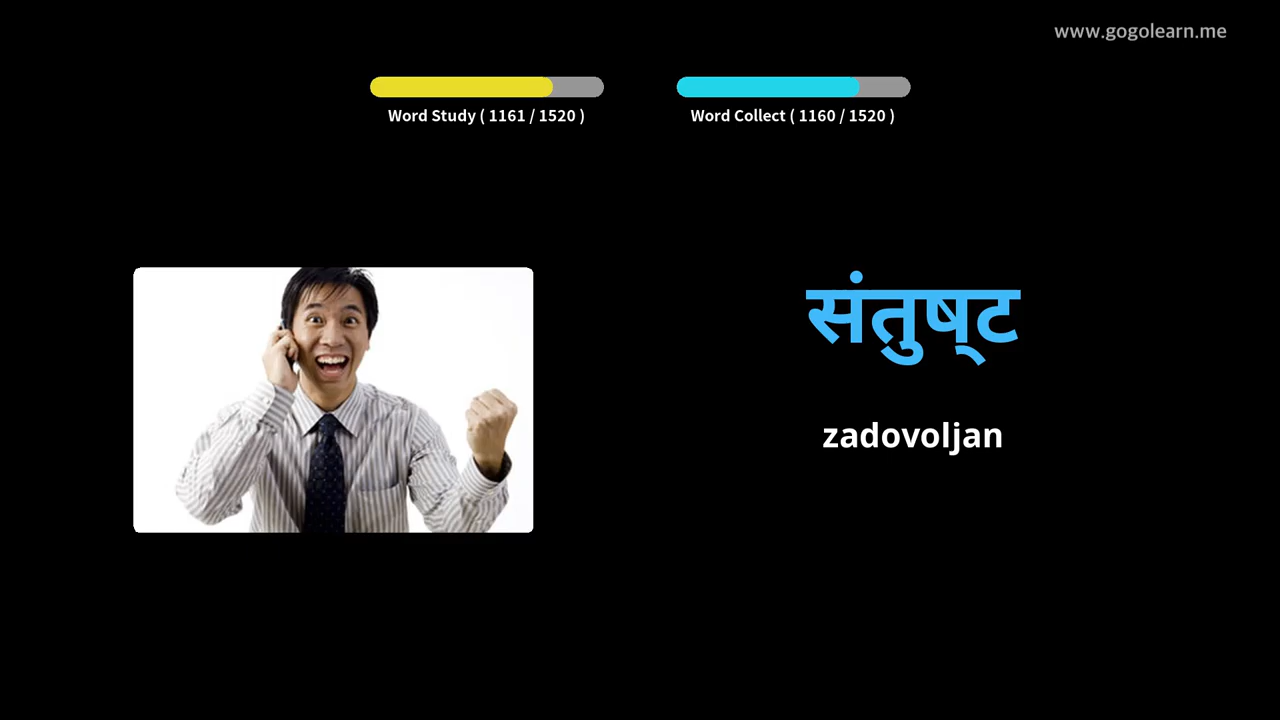 www.gogolearn.me
Word Study ( 1161 / 1520 )
Word Collect ( 1160 / 1520 )
संतुष्ट
zadovoljan